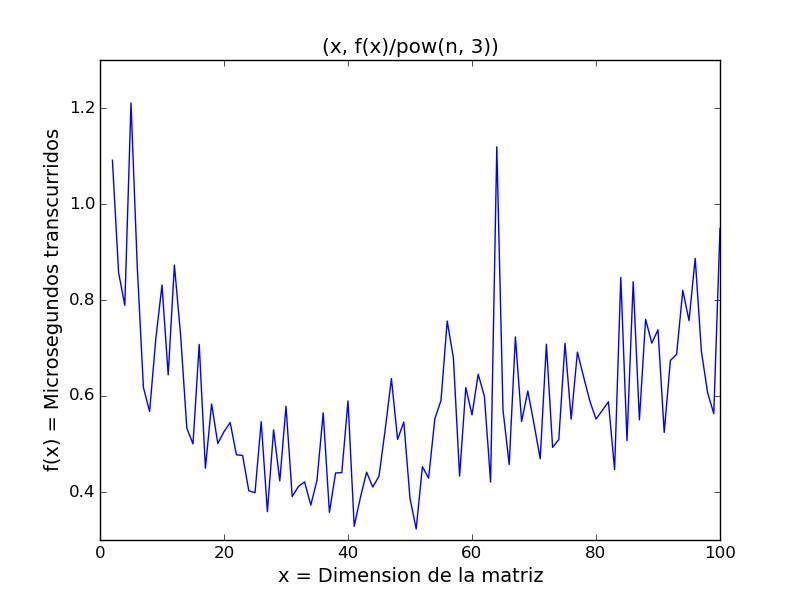 (x, f(x)/pow(n, 3))
f(x) = Microsegundos transcurridos
1.2
1.0
0.8
0.6
0.4
0 20 40 60 80 100
x = Dimension de la matriz